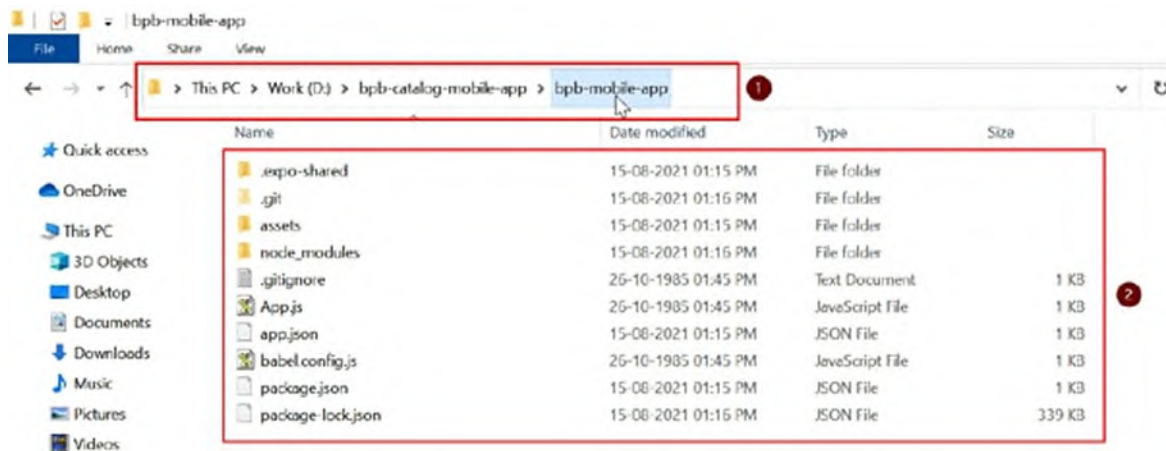 bpb-mobile-app
File Home Share View
This PC > Work (D:) > bpb-catalog-mobile-app > bpb-mobile-app
1
Name Date modified Type Size
Quick access
OneDrive
This PC
3D Objects
Desktop
Documents
Downloads
Music
Pictures
Videos
.expo-shared 15-08-2021 01:15 PM File folder
.git 15-08-2021 01:16 PM File folder
assets 15-08-2021 01:15 PM File folder
node_modules 15-08-2021 01:16 PM File folder
.gitignore 26-10-1985 01:45 PM Text Document 1 KB
App.js 26-10-1985 01:45 PM JavaScript File 1 KB
app.json 15-08-2021 01:15 PM JSON File 1 KB
babel.config.js 26-10-1985 01:45 PM JavaScript File 1 KB
package.json 15-08-2021 01:15 PM JSON File 1 KB
package-lock.json 15-08-2021 01:16 PM JSON File 339 KB
2